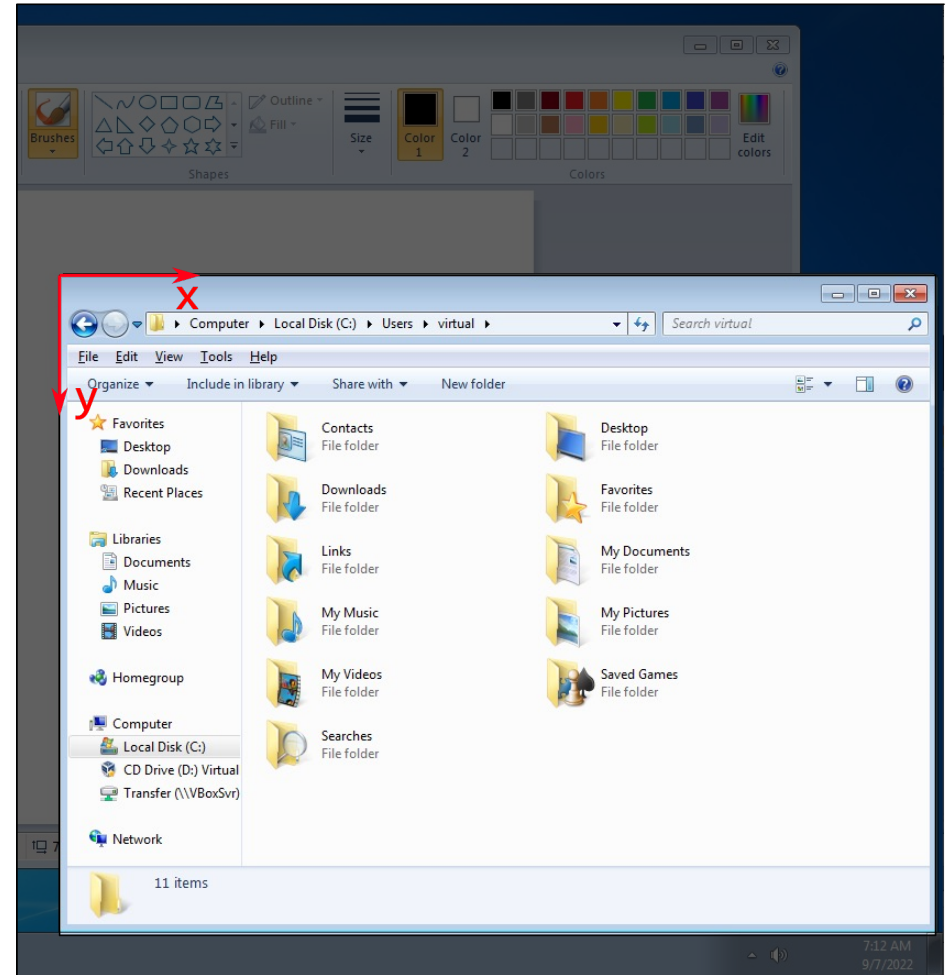 Outline
Fill
Brushes
Size
Color 1
Color 2
Edit colors
Shapes
Colors
x
Computer Local Disk (C:) Users virtual
Search virtual
File Edit View Tools Help
Organize Include in library Share with New folder
y
Favorites
Desktop
Downloads
Recent Places
Libraries
Documents
Music
Pictures
Videos
Homegroup
Computer
Local Disk (C:)
CD Drive (D:) Virtual
Transfer (\\VBoxSvr)
Network
Contacts
File folder
Desktop
File folder
Downloads
File folder
Favorites
File folder
Links
File folder
My Documents
File folder
My Music
File folder
My Pictures
File folder
My Videos
File folder
Saved Games
File folder
Searches
File folder
7
11 items
7:12 AM
9/7/2022